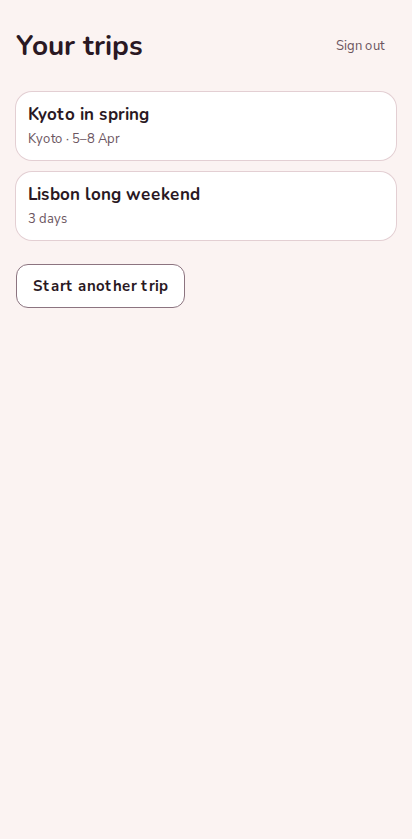 Your trips
Sign out
Kyoto in spring
Kyoto · 5–8 Apr
Lisbon long weekend
3 days
Start another trip